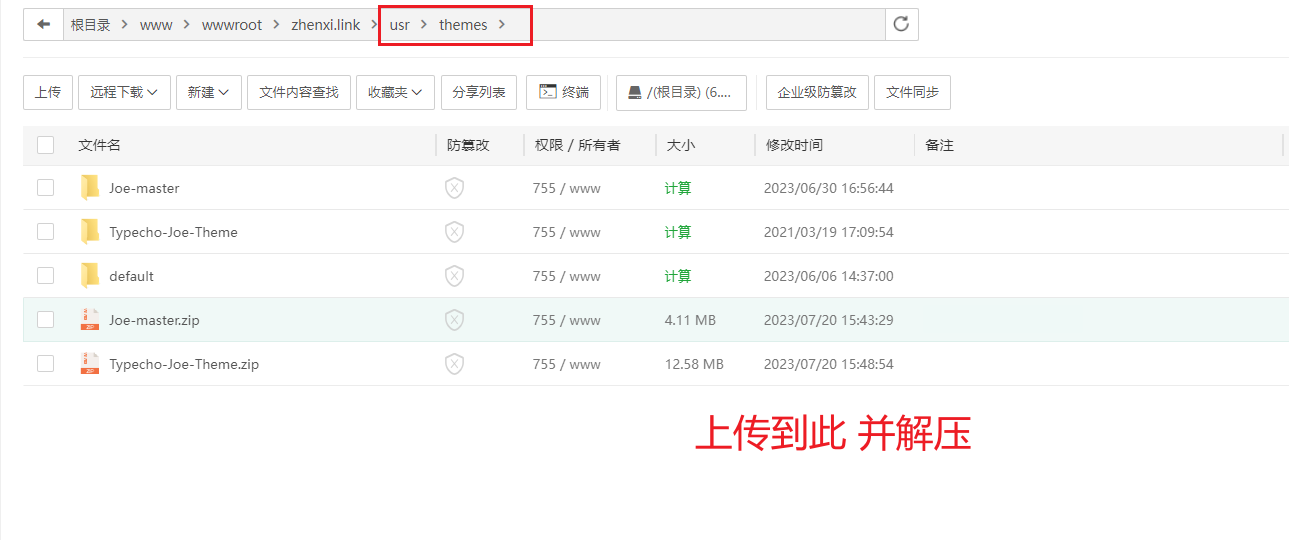 根目录 > www > wwwroot > zhenxi.link > usr > themes >
上传 远程下载 新建 文件内容查找 收藏夹 分享列表 终端 /(根目录) (6.... 企业级防篡改 文件同步
文件名 防篡改 权限 / 所有者 大小 修改时间 备注
Joe-master 755 / www 计算 2023/06/30 16:56:44
Typecho-Joe-Theme 755 / www 计算 2021/03/19 17:09:54
default 755 / www 计算 2023/06/06 14:37:00
Joe-master.zip 755 / www 4.11 MB 2023/07/20 15:43:29
Typecho-Joe-Theme.zip 755 / www 12.58 MB 2023/07/20 15:48:54
上传到此 并解压